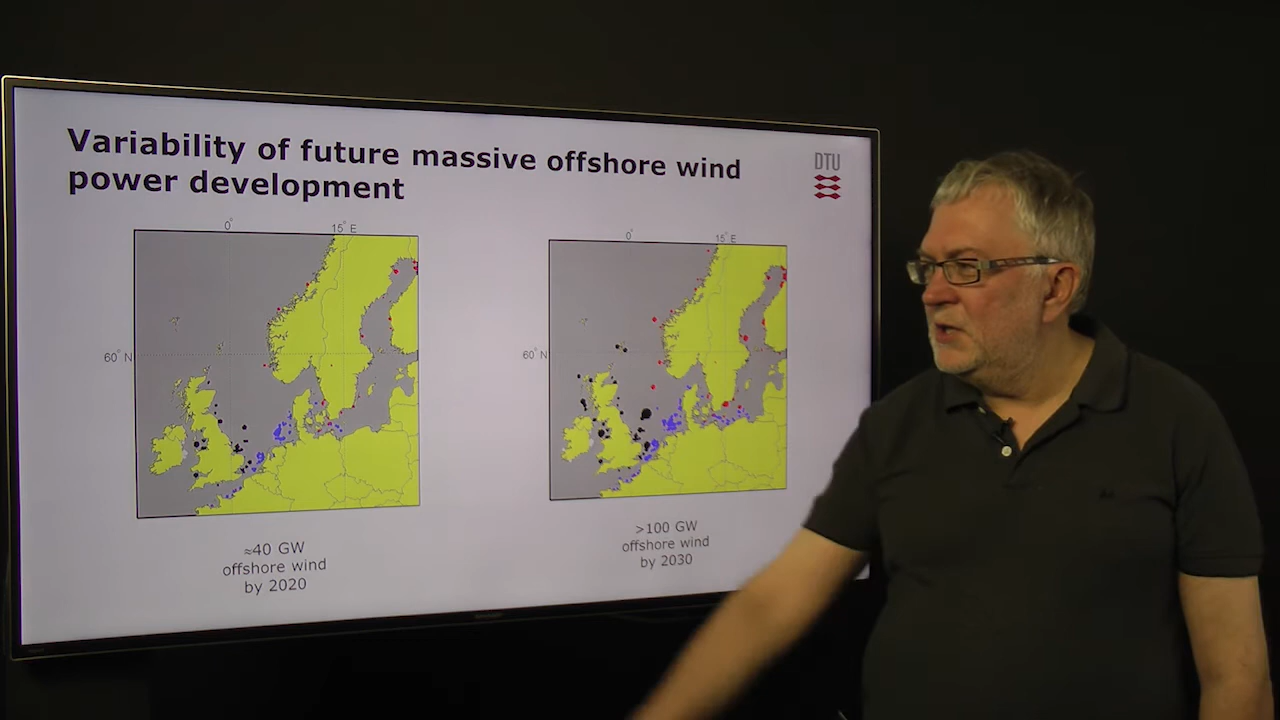 Variability of future massive offshore wind
power development
DTU
0°
15° E
60° N
≈40 GW
offshore wind
by 2020
0°
15° E
60° N
>100 GW
offshore wind
by 2030